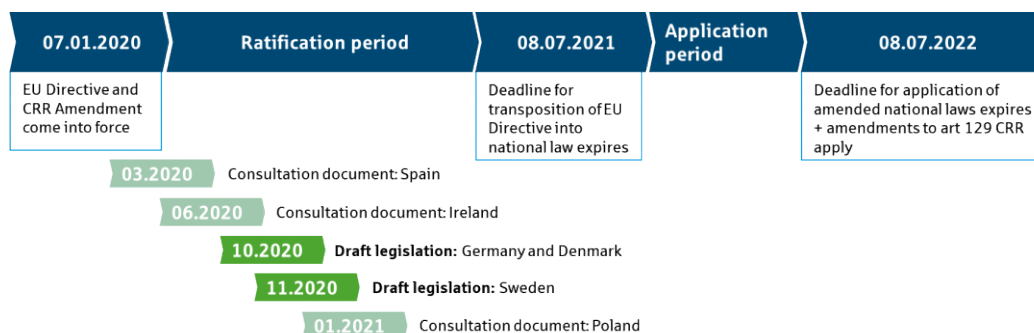 07.01.2020
Ratification period
08.07.2021
Application
period
08.07.2022
EU Directive and
CRR Amendment
come into force
Deadline for
transposition of EU
Directive into
national law expires
Deadline for application of
amended national laws expires
+ amendments to art 129 CRR
apply
03.2020 Consultation document: Spain
06.2020 Consultation document: Ireland
10.2020 Draft legislation: Germany and Denmark
11.2020 Draft legislation: Sweden
01.2021 Consultation document: Poland